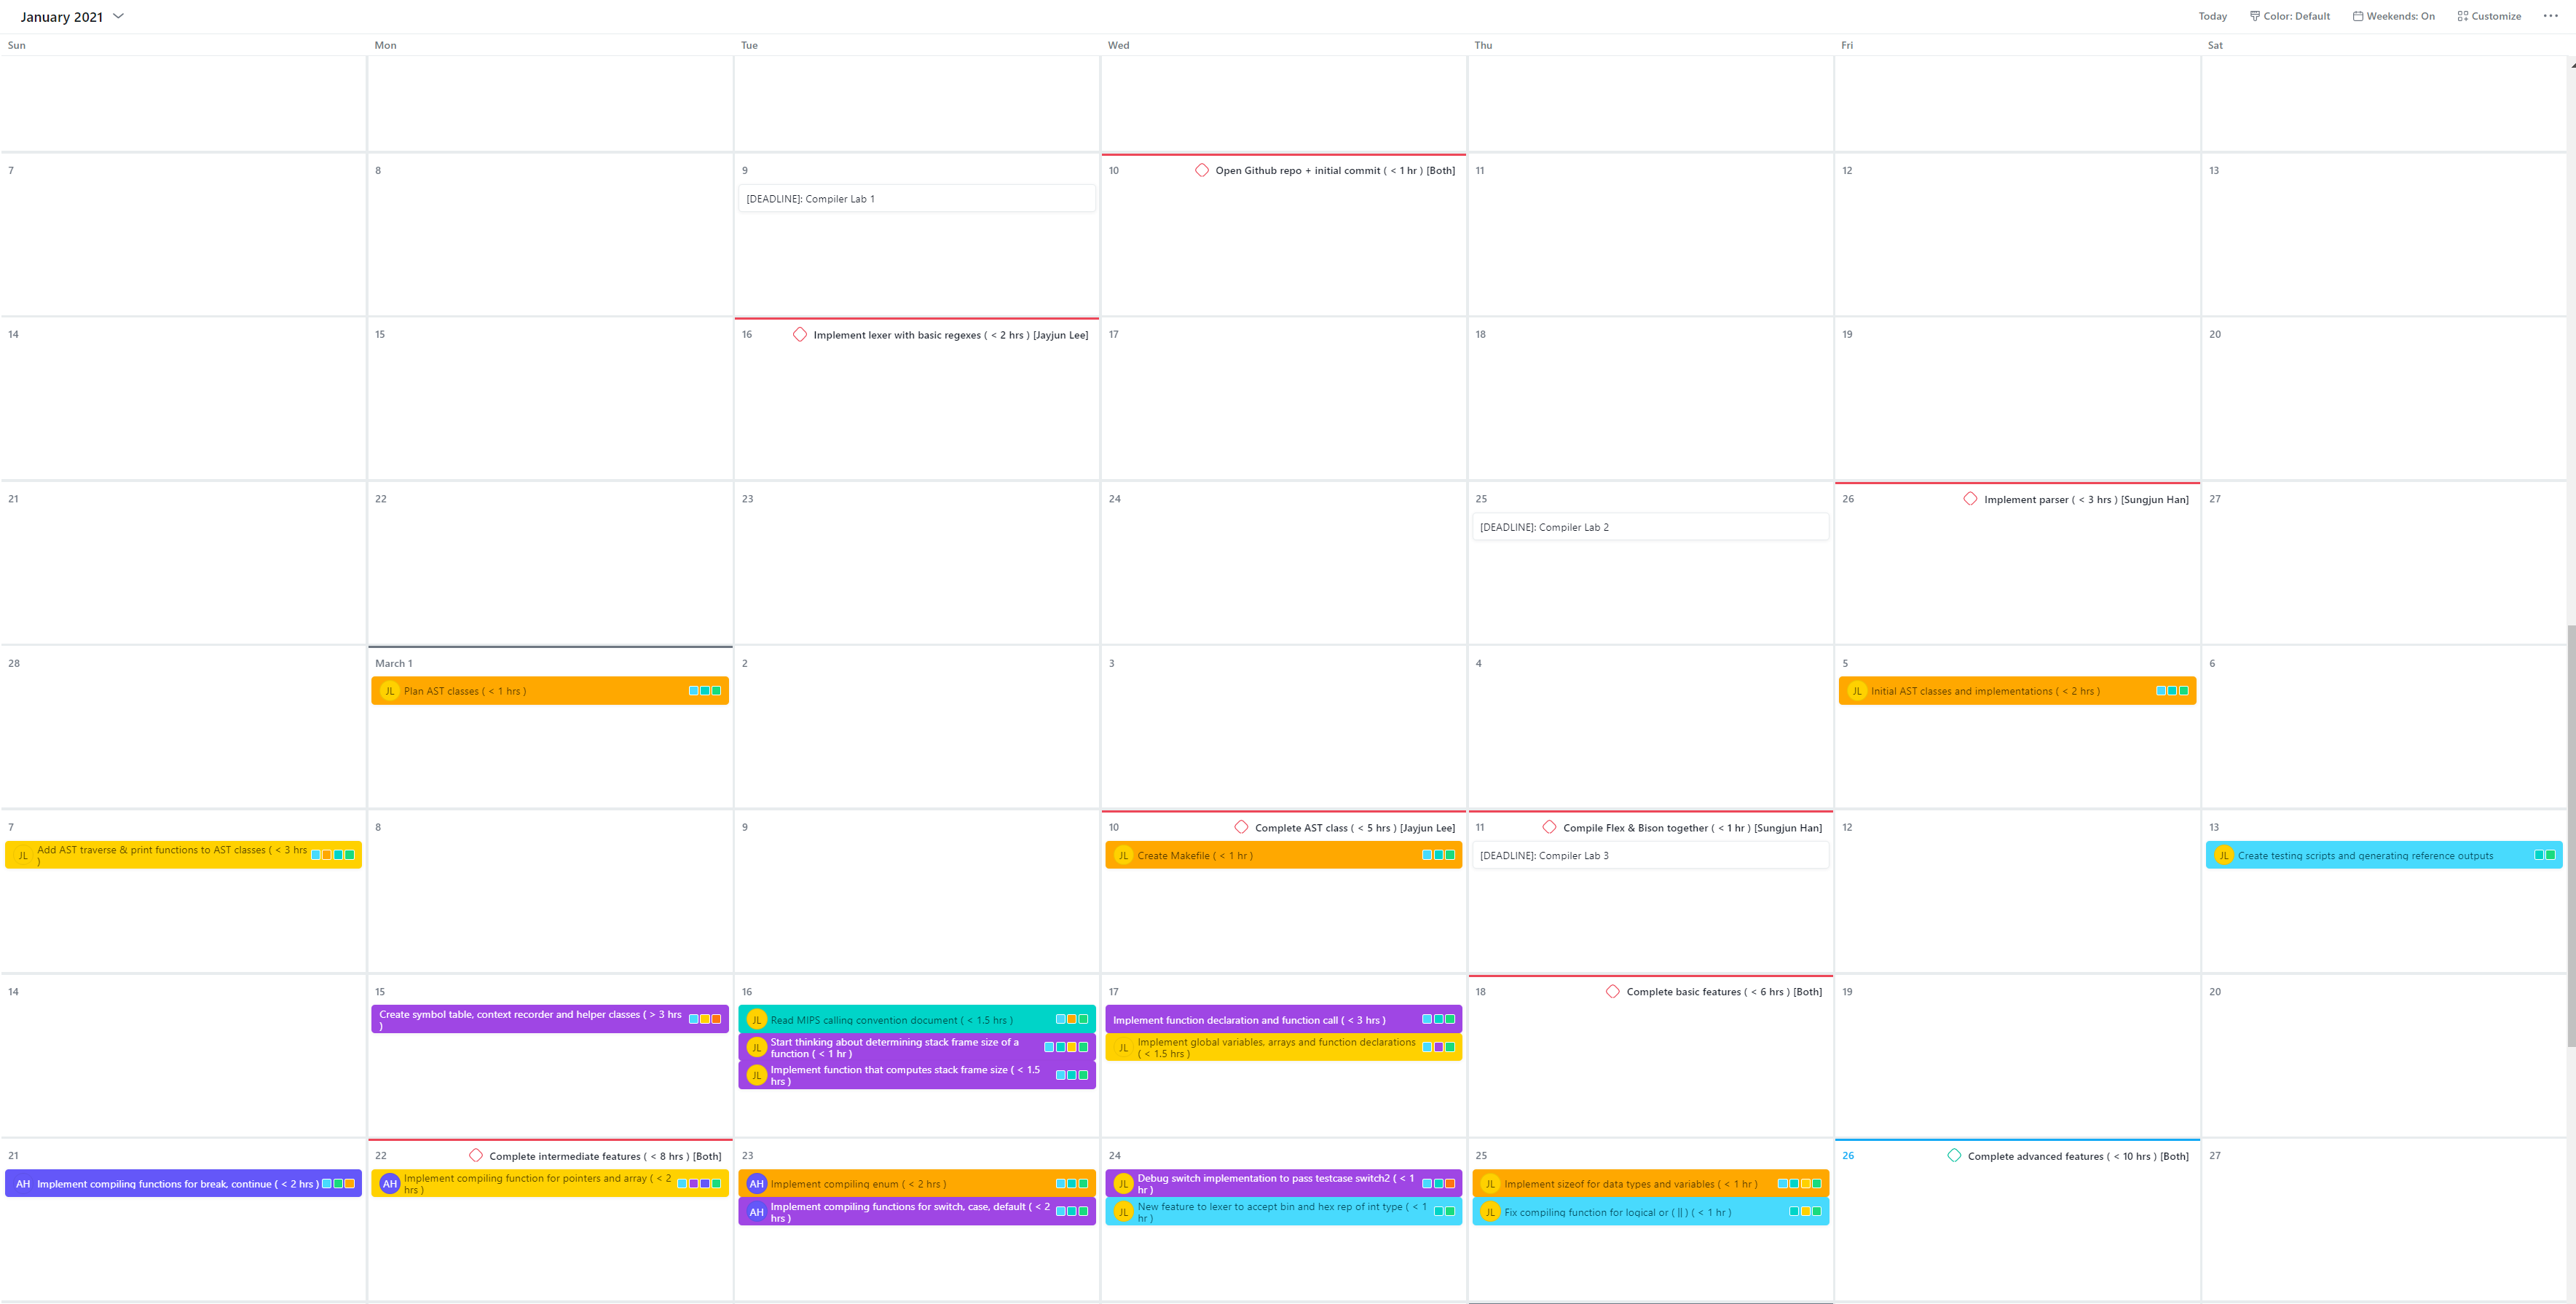 January 2021
Today Color: Default Weekends: On Customize
Sun Mon Tue Wed Thu Fri Sat
7 8 9 10 Open Github repo + initial commit ( < 1 hr ) [Both] 11 12 13
[DEADLINE]: Compiler Lab 1
14 15 16 Implement lexer with basic regexes ( < 2 hrs ) [Jayjun Lee] 17 18 19 20
21 22 23 24 25 26 Implement parser ( < 3 hrs ) [Sungjun Han] 27
[DEADLINE]: Compiler Lab 2
28 March 1 2 3 4 5 6
JL Plan AST classes ( < 1 hrs )
JL Initial AST classes and implementations ( < 2 hrs )
7 8 9 10 Complete AST class ( < 5 hrs ) [Jayjun Lee] 11 Compile Flex & Bison together ( < 1 hr ) [Sungjun Han] 12 13
JL Add AST traverse & print functions to AST classes ( < 3 hrs
)
JL Create Makefile ( < 1 hr )
[DEADLINE]: Compiler Lab 3
JL Create testing scripts and generating reference outputs
14 15 16 17 18 Complete basic features ( < 6 hrs ) [Both] 19 20
Create symbol table, context recorder and helper classes ( > 3 hrs
)
JL Read MIPS calling convention document ( < 1.5 hrs )
JL Start thinking about determining stack frame size of a
function ( < 1 hr )
JL Implement function that computes stack frame size ( < 1.5
hrs )
Implement function declaration and function call ( < 3 hrs )
JL Implement global variables, arrays and function declarations
( < 1.5 hrs )
21 22 Complete intermediate features ( < 8 hrs ) [Both] 23 24 25 26 Complete advanced features ( < 10 hrs ) [Both] 27
AH Implement compiling functions for break, continue ( < 2 hrs )
AH Implement compiling function for pointers and array ( < 2
hrs )
AH Implement compiling enum ( < 2 hrs )
AH Implement compiling functions for switch, case, default ( < 2
hrs )
JL Debug switch implementation to pass testcase switch2 ( < 1
hr )
JL New feature to lexer to accept bin and hex rep of int type ( < 1
hr )
JL Implement sizeof for data types and variables ( < 1 hr )
JL Fix compiling function for logical or ( || ) ( < 1 hr )